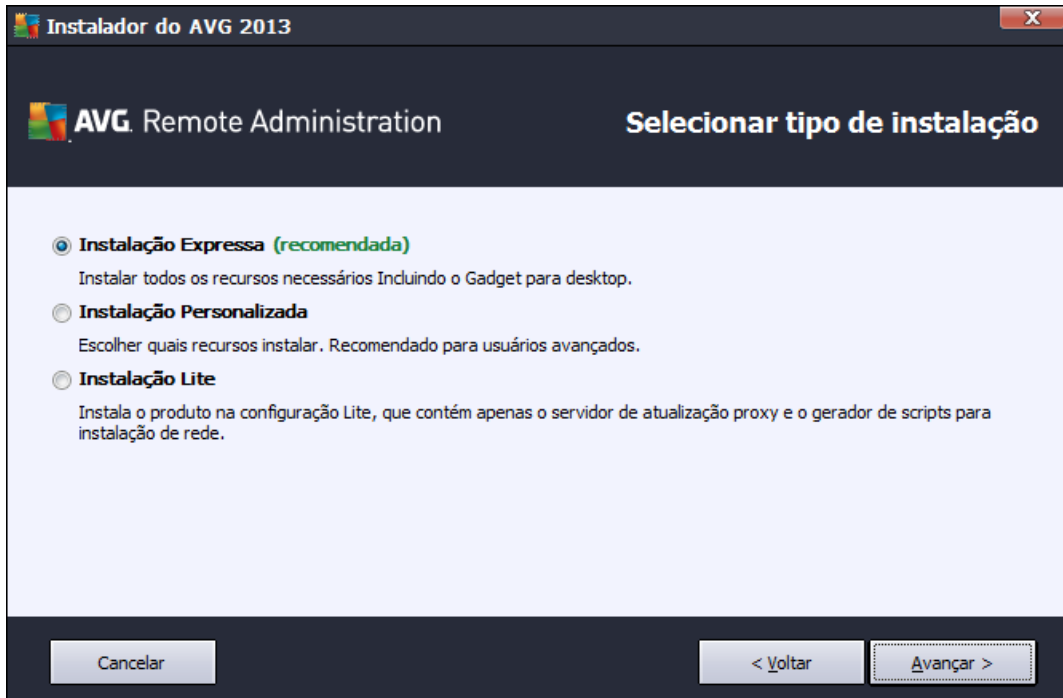 Instalador do AVG 2013
AVG. Remote Administration
Selecionar tipo de instalação
Instalação Expressa (recomendada)
Instalar todos os recursos necessários Incluindo o Gadget para desktop.
Instalação Personalizada
Escolher quais recursos instalar. Recomendado para usuários avançados.
Instalação Lite
Instala o produto na configuração Lite, que contém apenas o servidor de atualização proxy e o gerador de scripts para
instalação de rede.
Cancelar
< Voltar
Avançar >